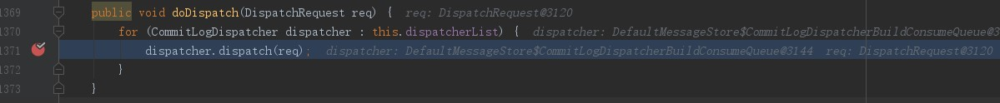 1369 public void doDispatch(DispatchRequest req) { req: DispatchRequest@3120
1370 for (CommitLogDispatcher dispatcher : this.dispatcherList) { dispatcher: DefaultMessageStore$CommitLogDispatcherBuildConsumeQueue@3
1371 dispatcher.dispatch(req); dispatcher: DefaultMessageStore$CommitLogDispatcherBuildConsumeQueue@3144 req: DispatchRequest@3120
1372 }
1373 }